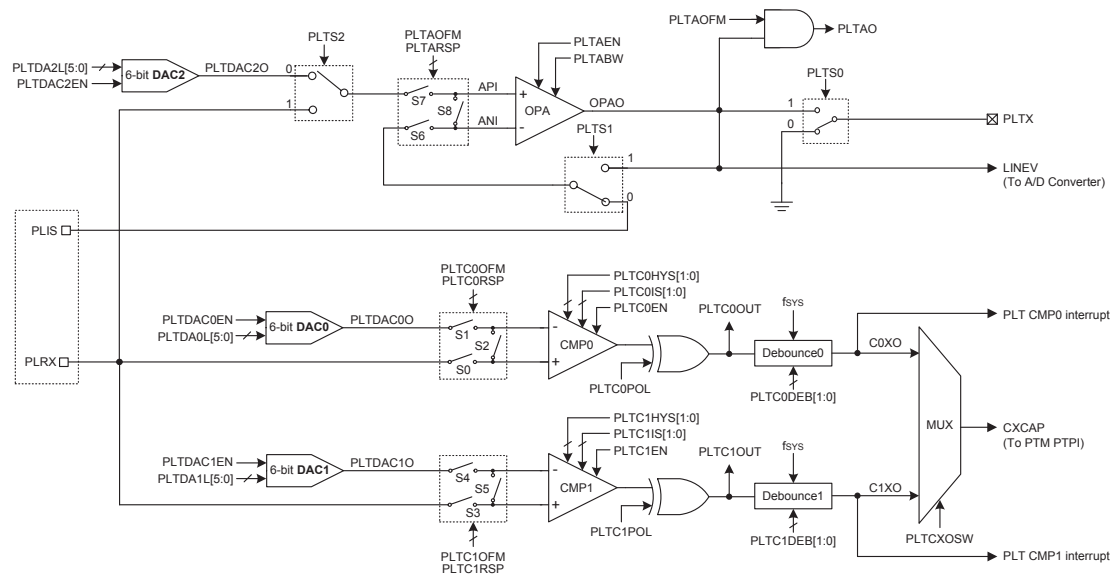 PLTAOFM
PLTAO
PLTS2
PLTAOFM
PLTARSP
PLTAEN
PLTABW
PLTDA2L[5:0]
PLTDAC2EN
6-bit DAC2
PLTDAC2O
0
1
S7
S8
S6
API
ANI
+
-
OPA
OPAO
PLTS0
1
0
PLTX
PLTS1
1
0
LINEV
(To A/D Converter)
PLIS
PLRX
PLTC0OFM
PLTC0RSP
PLTC0HYS[1:0]
PLTC0IS[1:0]
PLTC0EN
PLTDAC0EN
PLTDA0L[5:0]
6-bit DAC0
PLTDAC0O
S1
S2
S0
-
+
CMP0
PLTC0POL
PLTC0OUT
fSYS
Debounce0
PLTC0DEB[1:0]
C0XO
PLT CMP0 interrupt
MUX
CXCAP
(To PTM PTPI)
PLTC1HYS[1:0]
PLTC1IS[1:0]
PLTC1EN
PLTDAC1EN
PLTDA1L[5:0]
6-bit DAC1
PLTDAC1O
S4
S5
S3
-
+
CMP1
PLTC1POL
PLTC1OUT
fSYS
Debounce1
PLTC1DEB[1:0]
C1XO
PLTCXOSW
PLTC1OFM
PLTC1RSP
PLT CMP1 interrupt